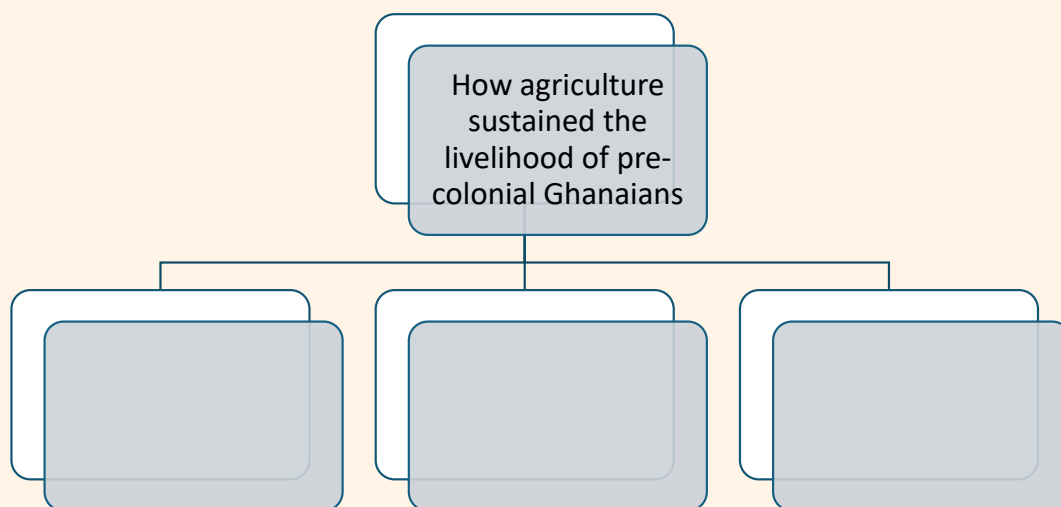 How agriculture
sustained the
livelihood of pre-
colonial Ghanaians